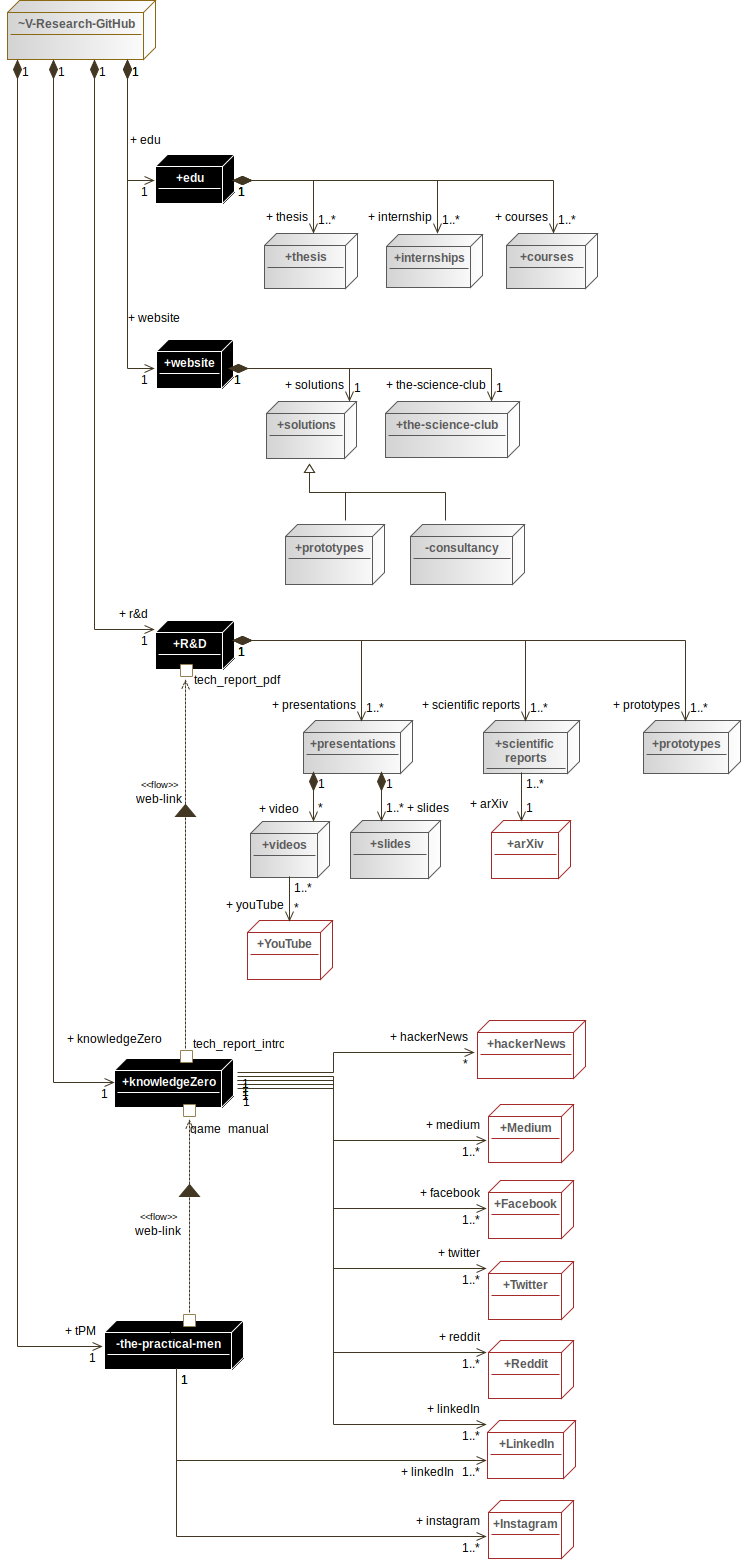 ~V-Research-GitHub
1
1
1
1
+ edu
1
+edu
1
+ thesis
1..*
+ internship
1..*
+ courses
1..*
+thesis
+internships
+courses
+ website
1
+website
1
+ solutions
1
+ the-science-club
1
+solutions
+the-science-club
+prototypes
-consultancy
+ r&d
1
+R&D
1
tech_report_pdf
+ presentations
1..*
+ scientific reports
1..*
+ prototypes
1..*
+presentations
+scientific
reports
+prototypes
<<flow>>
web-link
1
1
1..*
+ video
*
1..*
+ slides
+ arXiv
1
+videos
+slides
+arXiv
1..*
+ youTube
*
+YouTube
+ knowledgeZero
tech_report_intro
1
+knowledgeZero
1
1
1
1
+ hackerNews
*
+hackerNews
game_manual
+ medium
1..*
+Medium
<<flow>>
web-link
+ facebook
1..*
+Facebook
+ twitter
1..*
+Twitter
+ tPM
1
-the-practical-men
1
+ reddit
1..*
+Reddit
+ linkedIn
1..*
+LinkedIn
+ linkedIn
1..*
+ instagram
1..*
+Instagram